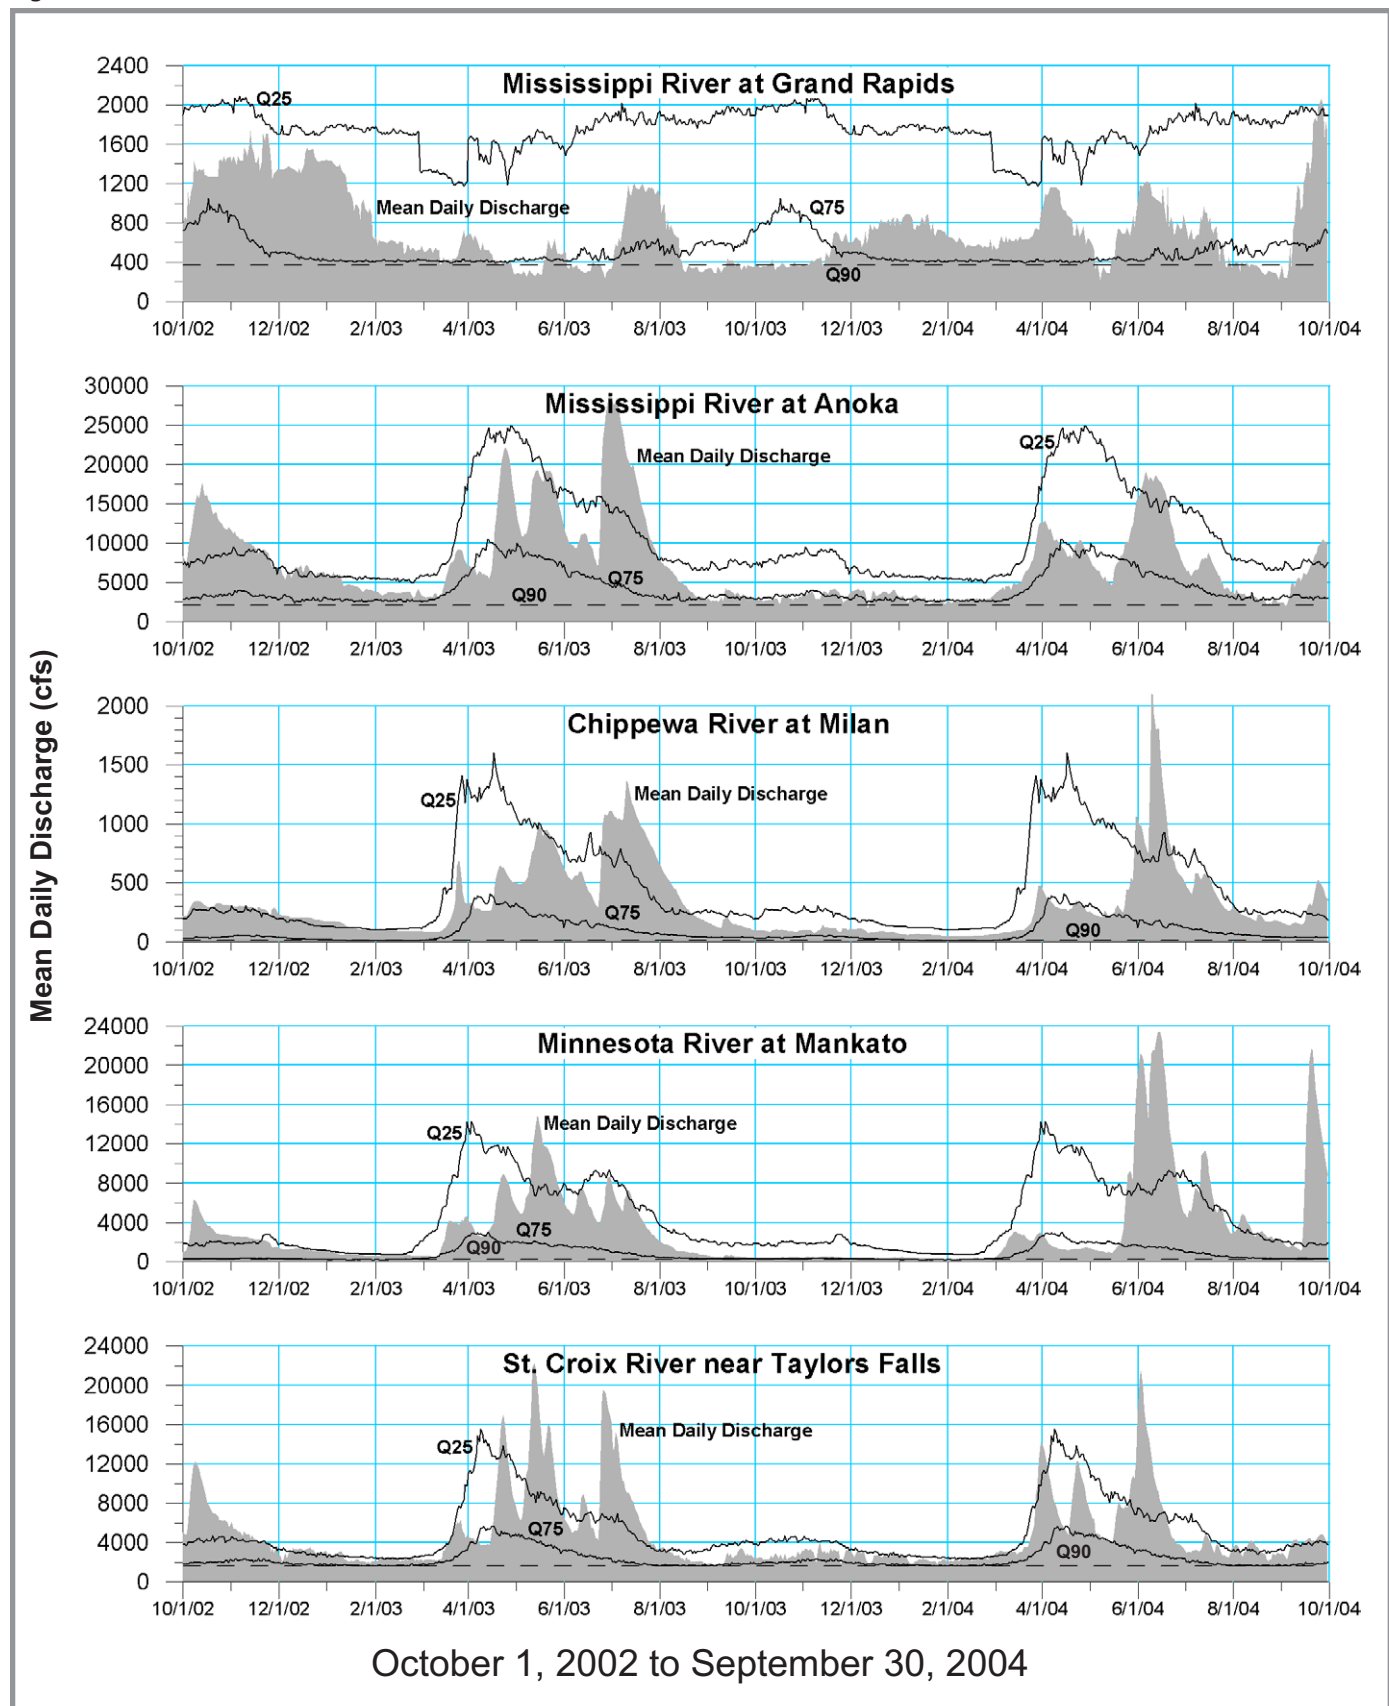 2400
2000
1600
1200
800
400
0
Mississippi River at Grand Rapids
Q25
Mean Daily Discharge
Q75
Q90
10/1/02 12/1/02 2/1/03 4/1/03 6/1/03 8/1/03 10/1/03 12/1/03 2/1/04 4/1/04 6/1/04 8/1/04 10/1/04
30000
25000
20000
15000
10000
5000
0
Mississippi River at Anoka
Q25
Mean Daily Discharge
Q75
Q90
10/1/02 12/1/02 2/1/03 4/1/03 6/1/03 8/1/03 10/1/03 12/1/03 2/1/04 4/1/04 6/1/04 8/1/04 10/1/04
Mean Daily Discharge (cfs)
2000
1500
1000
500
0
Chippewa River at Milan
Q25
Mean Daily Discharge
Q75
Q90
10/1/02 12/1/02 2/1/03 4/1/03 6/1/03 8/1/03 10/1/03 12/1/03 2/1/04 4/1/04 6/1/04 8/1/04 10/1/04
24000
20000
16000
12000
8000
4000
0
Minnesota River at Mankato
Q25
Mean Daily Discharge
Q75
Q90
10/1/02 12/1/02 2/1/03 4/1/03 6/1/03 8/1/03 10/1/03 12/1/03 2/1/04 4/1/04 6/1/04 8/1/04 10/1/04
24000
20000
16000
12000
8000
4000
0
St. Croix River near Taylors Falls
Q25
Mean Daily Discharge
Q75
Q90
10/1/02 12/1/02 2/1/03 4/1/03 6/1/03 8/1/03 10/1/03 12/1/03 2/1/04 4/1/04 6/1/04 8/1/04 10/1/04
October 1, 2002 to September 30, 2004